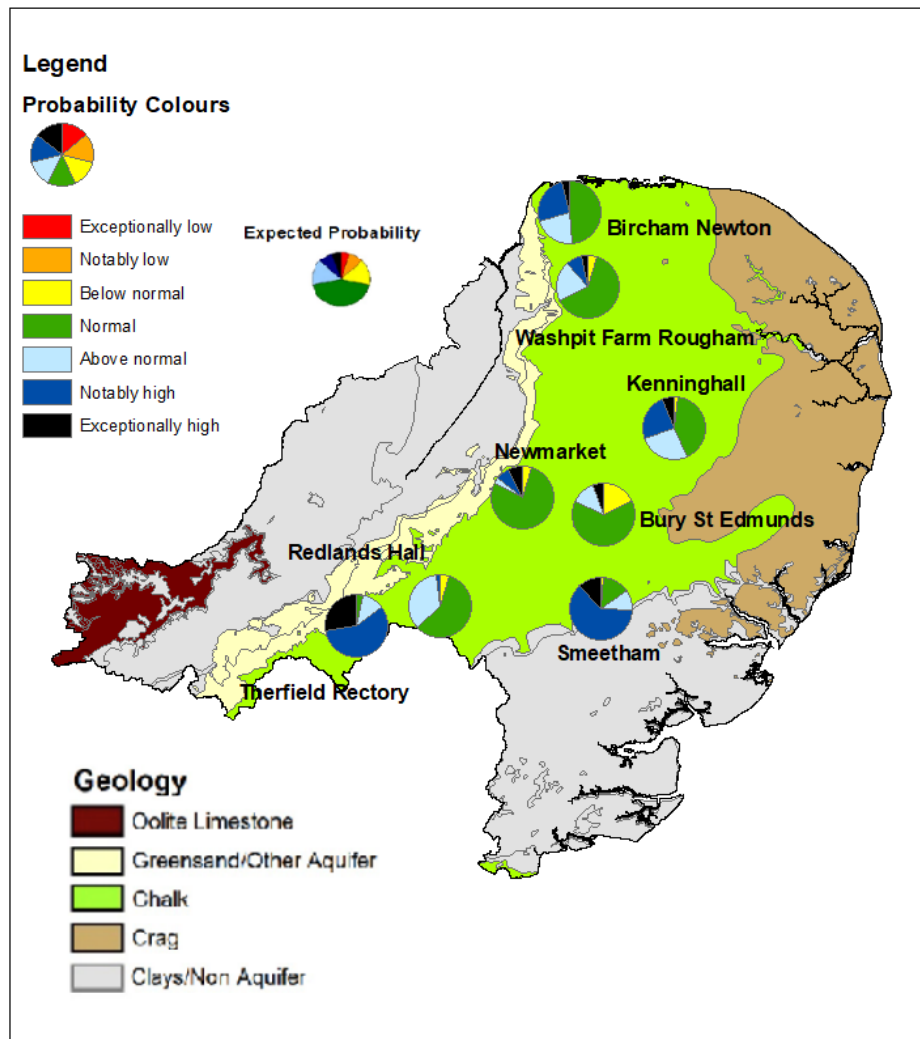 Legend
Probability Colours
Exceptionally low
Notably low
Below normal
Normal
Above normal
Notably high
Exceptionally high
Expected Probability
Bircham Newton
Washpit Farm Rougham
Kenninghall
Newmarket
Bury St Edmunds
Redlands Hall
Smeetham
Therfield Rectory
Geology
Oolite Limestone
Greensand/Other Aquifer
Chalk
Crag
Clays/Non Aquifer